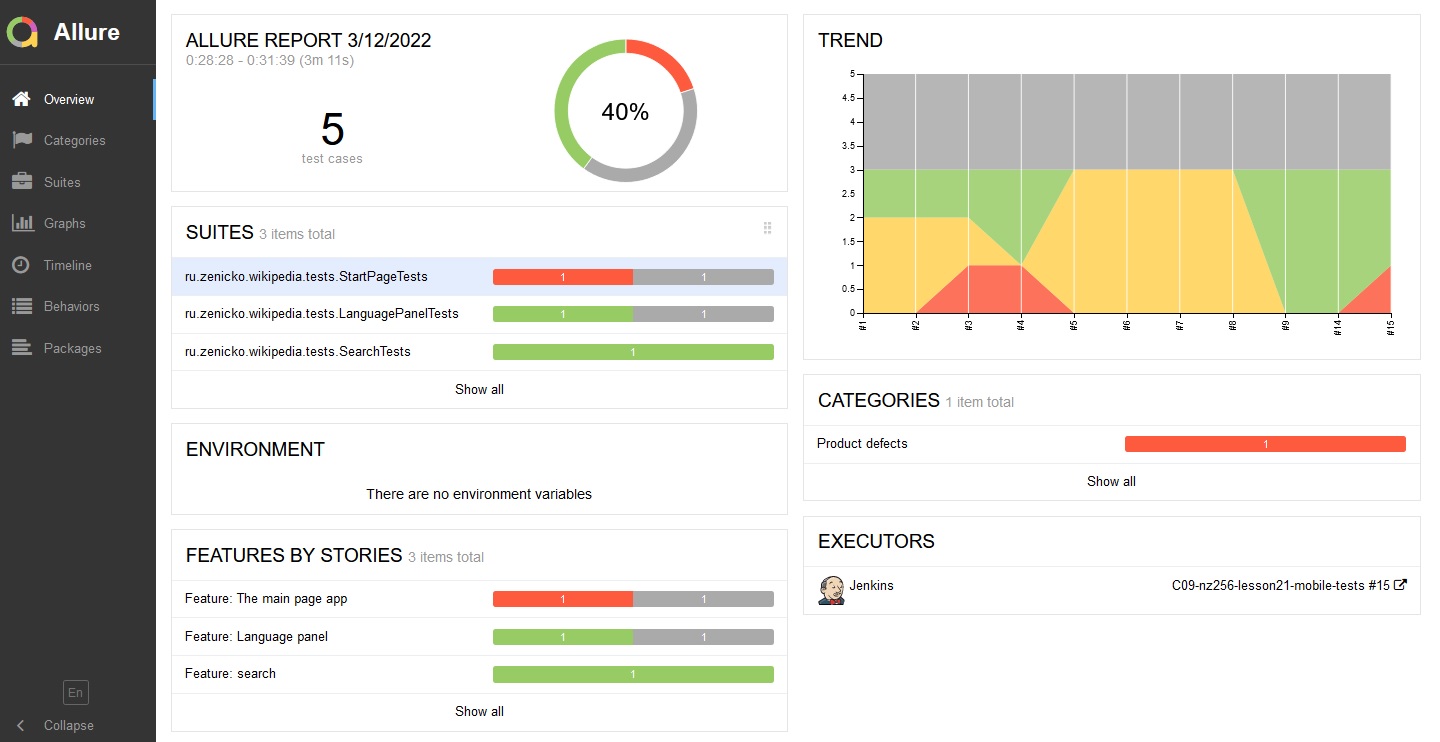 Allure
Overview
Categories
Suites
Graphs
Timeline
Behaviors
Packages
En
Collapse
ALLURE REPORT 3/12/2022
0:28:28 - 0:31:39 (3m 11s)
5
test cases
40%
SUITES 3 items total
ru.zenicko.wikipedia.tests.StartPageTests 1 1
ru.zenicko.wikipedia.tests.LanguagePanelTests 1 1
ru.zenicko.wikipedia.tests.SearchTests 1
Show all
ENVIRONMENT
There are no environment variables
FEATURES BY STORIES 3 items total
Feature: The main page app 1 1
Feature: Language panel 1 1
Feature: search 1
Show all
TREND
5
4.5
4
3.5
3
2.5
2
1.5
1
0.5
0
#1 #2 #3 #4 #5 #6 #7 #8 #9 #14 #15
CATEGORIES 1 item total
Product defects 1
Show all
EXECUTORS
Jenkins C09-nz256-lesson21-mobile-tests #15